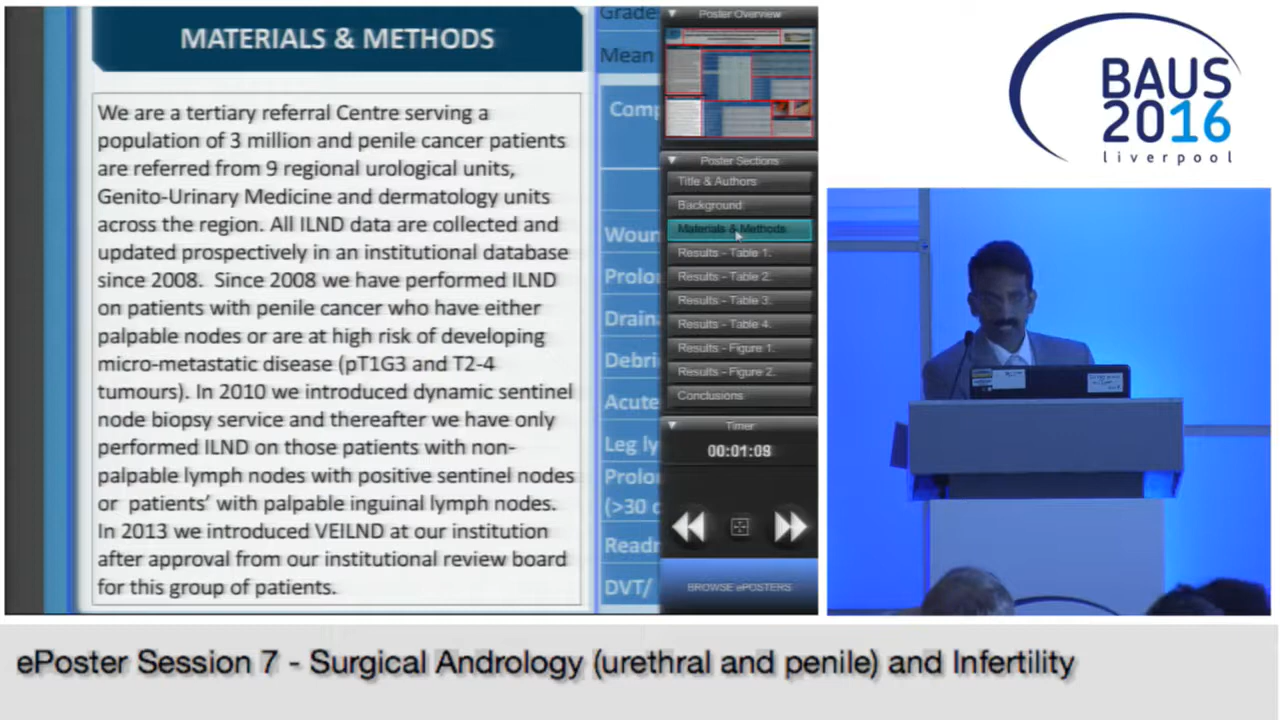 MATERIALS & METHODS
We are a tertiary referral Centre serving a
population of 3 million and penile cancer patients
are referred from 9 regional urological units,
Genito-Urinary Medicine and dermatology units
across the region. All ILND data are collected and
updated prospectively in an institutional database
since 2008.  Since 2008 we have performed ILND
on patients with penile cancer who have either
palpable nodes or are at high risk of developing
micro-metastatic disease (pT1G3 and T2-4
tumours). In 2010 we introduced dynamic sentinel
node biopsy service and thereafter we have only
performed ILND on those patients with non-
palpable lymph nodes with positive sentinel nodes
or  patients’ with palpable inguinal lymph nodes.
In 2013 we introduced VEILND at our institution
after approval from our institutional review board
for this group of patients.
Grade
Mean
Comp
Woun
Prolo
Drain
Debri
Acute
Leg ly
Prolo
(>30 d
Readr
DVT/
Poster Overview
Poster Sections
Title & Authors
Background
Materials & Methods
Results - Table 1.
Results - Table 2.
Results - Table 3.
Results - Table 4.
Results - Figure 1.
Results - Figure 2.
Conclusions
Timer
00:01:09
BROWSE ePOSTERS
BAUS
2016
liverpool
ePoster Session 7 - Surgical Andrology (urethral and penile) and Infertility